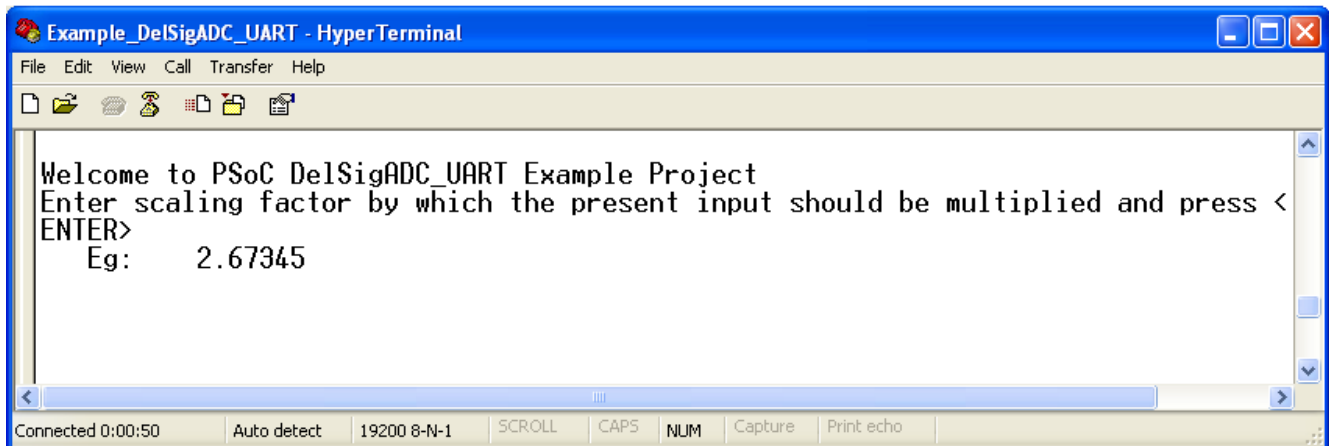 Example_DelSigADC_UART - HyperTerminal
File Edit View Call Transfer Help
Welcome to PSoC DelSigADC_UART Example Project
Enter scaling factor by which the present input should be multiplied and press <
ENTER>
Eg: 2.67345
Connected 0:00:50 Auto detect 19200 8-N-1 SCROLL CAPS NUM Capture Print echo